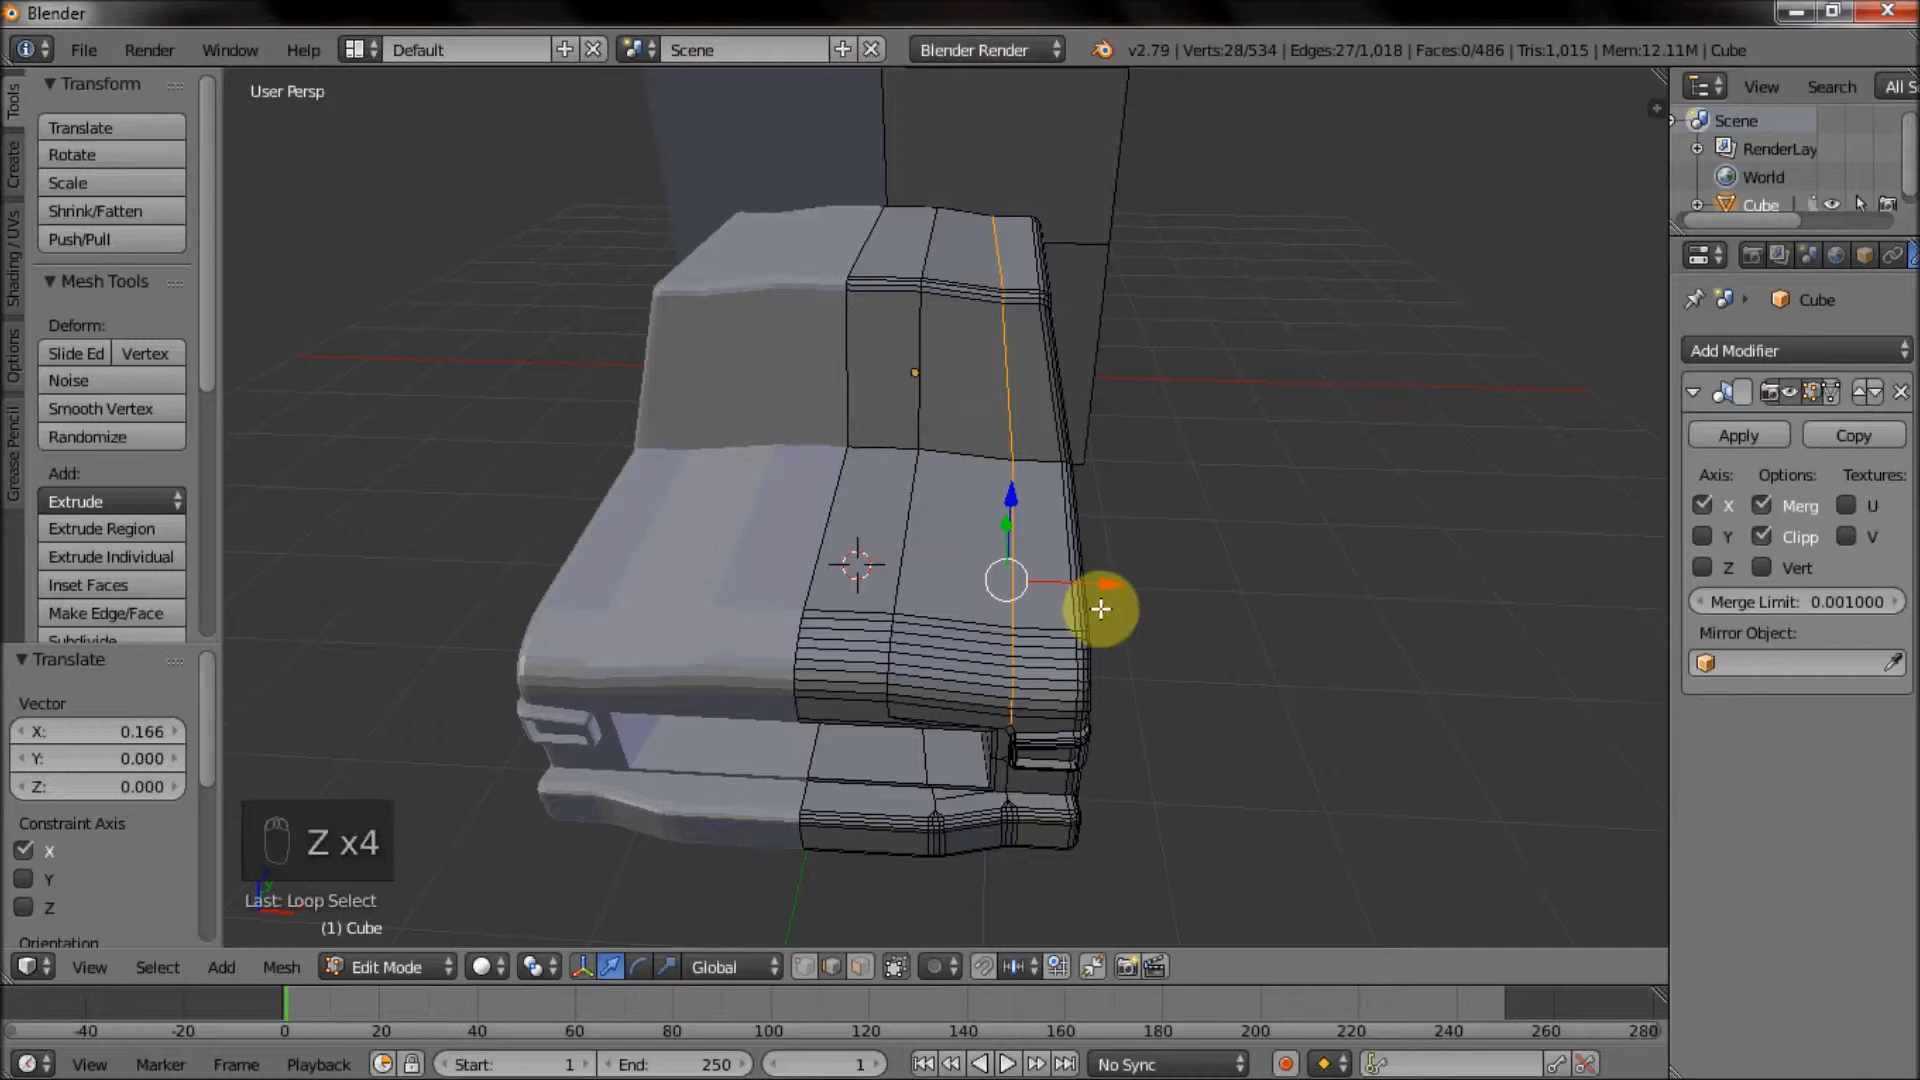 Blender
File Render Window Help Default Scene Blender Render v2.79 | Verts:28/534 | Edges:27/1,018 | Faces:0/486 | Tris:1,015 | Mem:12.11M | Cube
Tools
Create
Shading / UVs
Options
Grease Pencil
Transform
Translate
Rotate
Scale
Shrink/Fatten
Push/Pull
Mesh Tools
Deform:
Slide Ed Vertex
Noise
Smooth Vertex
Randomize
Add:
Extrude
Extrude Region
Extrude Individual
Inset Faces
Make Edge/Face
Subdivide
Translate
Vector
X: 0.166
Y: 0.000
Z: 0.000
Constraint Axis
X
Y
Z
Orientation
User Persp
Z x4
Last: Loop Select
(1) Cube
View Search All S
Scene
RenderLay
World
Cube
Cube
Add Modifier
Apply Copy
Axis: Options: Textures:
X Merg U
Y Clipp V
Z Vert
Merge Limit: 0.001000
Mirror Object:
View Select Add Mesh Edit Mode Global
-40 -20 0 20 40 60 80 100 120 140 160 180 200 220 240 260 280
View Marker Frame Playback Start: 1 End: 250 1 No Sync